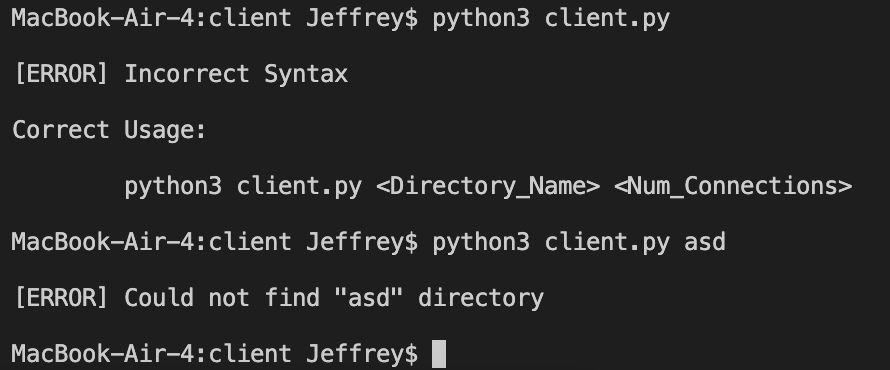 MacBook-Air-4:client Jeffrey$ python3 client.py
[ERROR] Incorrect Syntax
Correct Usage:
python3 client.py <Directory_Name> <Num_Connections>
MacBook-Air-4:client Jeffrey$ python3 client.py asd
[ERROR] Could not find "asd" directory
MacBook-Air-4:client Jeffrey$